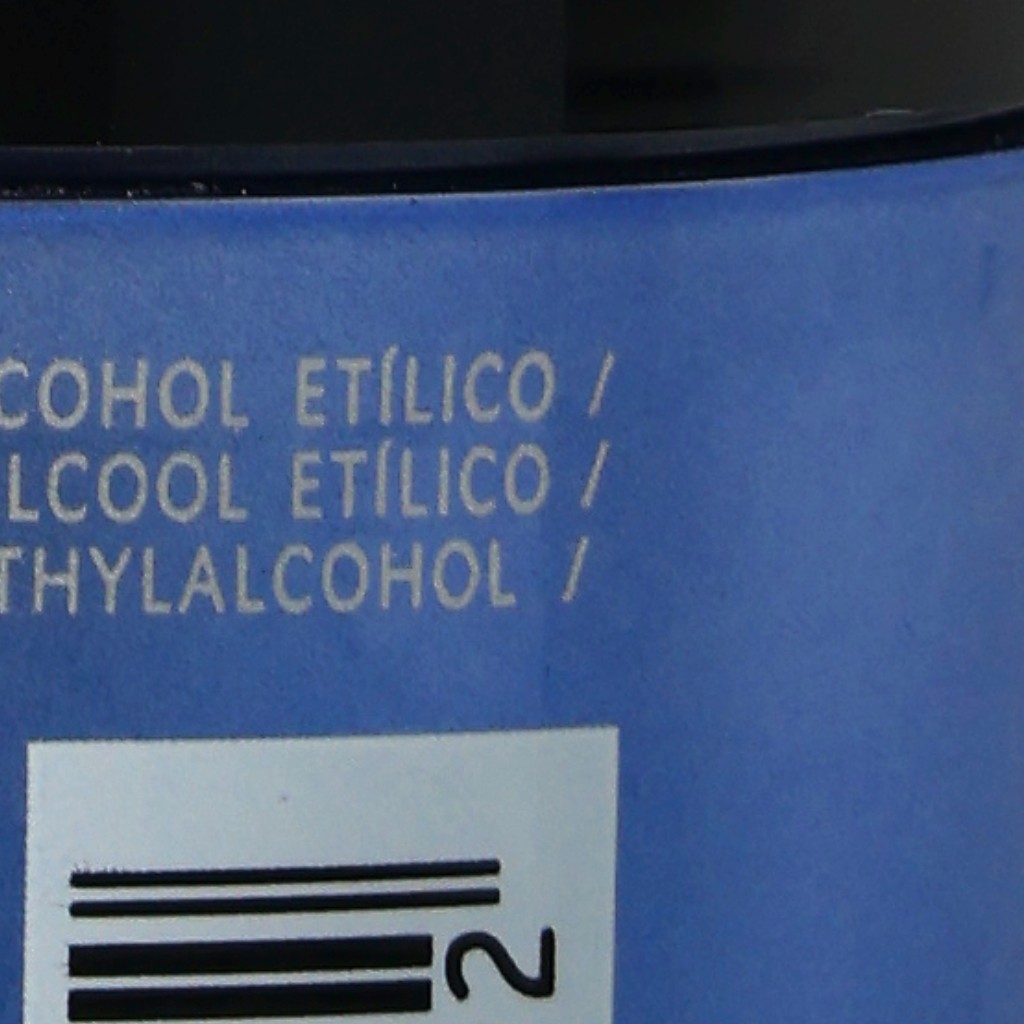 COHOL ETÍLICO /
LCOOL ETÍLICO /
THYLALCOHOL /
2